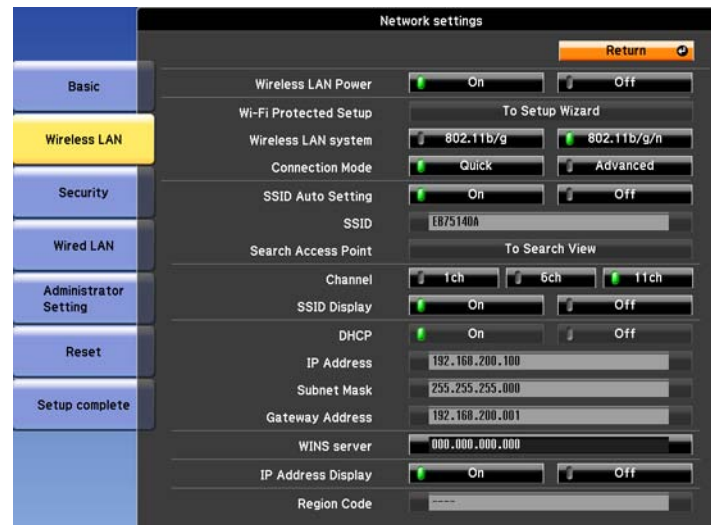 Network settings
Return
Basic
Wireless LAN
Security
Wired LAN
Administrator
Setting
Reset
Setup complete
Wireless LAN Power On Off
Wi-Fi Protected Setup To Setup Wizard
Wireless LAN system 802.11b/g 802.11b/g/n
Connection Mode Quick Advanced
SSID Auto Setting On Off
SSID EB75140A
Search Access Point To Search View
Channel 1ch 6ch 11ch
SSID Display On Off
DHCP On Off
IP Address 192.168.200.100
Subnet Mask 255.255.255.000
Gateway Address 192.168.200.001
WINS server 000.000.000.000
IP Address Display On Off
Region Code ----